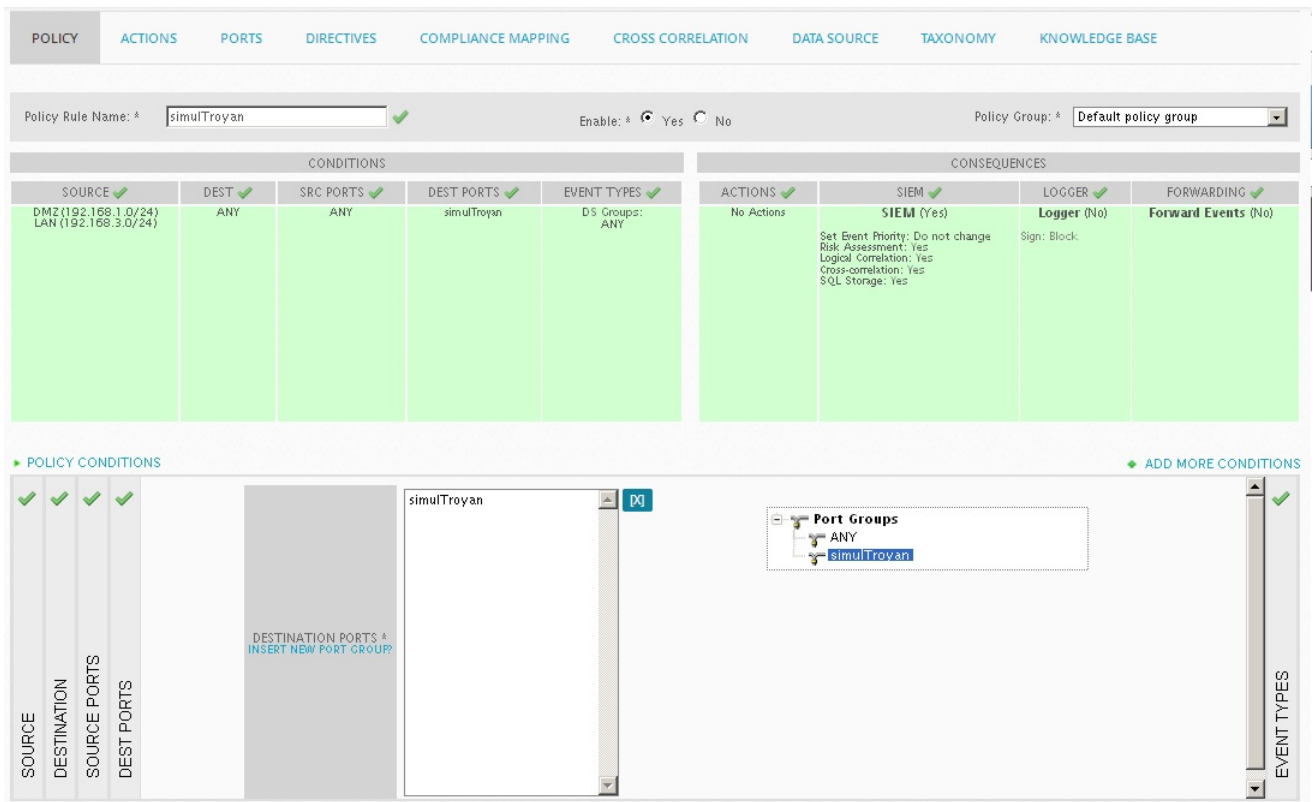 POLICY ACTIONS PORTS DIRECTIVES COMPLIANCE MAPPING CROSS CORRELATION DATA SOURCE TAXONOMY KNOWLEDGE BASE
Policy Rule Name: * simulTroyan Enable: * Yes No Policy Group: * Default policy group
CONDITIONS CONSEQUENCES
SOURCE DEST SRC PORTS DEST PORTS EVENT TYPES ACTIONS SIEM LOGGER FORWARDING
DMZ (192.168.1.0/24) ANY ANY simulTroyan DS Groups: No Actions SIEM (Yes) Logger (No) Forward Events (No)
LAN (192.168.3.0/24) ANY
Set Event Priority: Do not change Sign: Block
Risk Assessment: Yes
Logical Correlation: Yes
Cross-correlation: Yes
SQL Storage: Yes
POLICY CONDITIONS ADD MORE CONDITIONS
simulTroyan [X]
Port Groups
ANY
simulTroyan
DESTINATION PORTS *
INSERT NEW PORT GROUP?
SOURCE
DESTINATION
SOURCE PORTS
DEST PORTS
EVENT TYPES